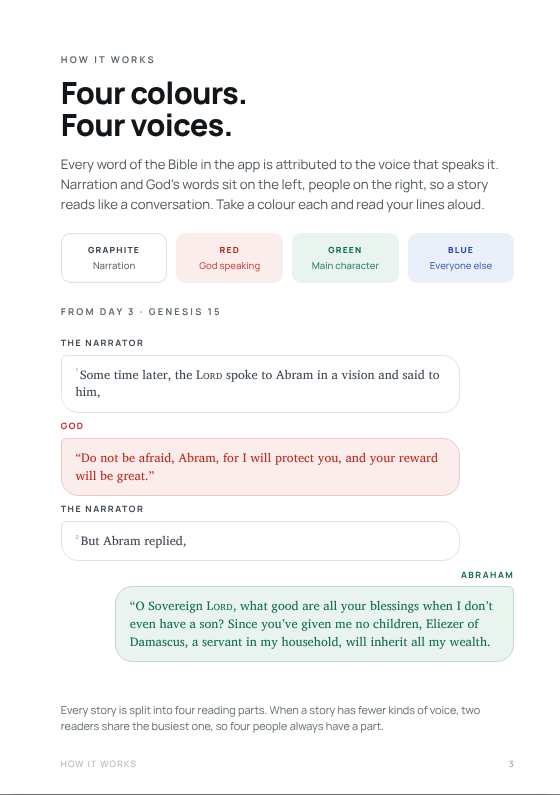 HOW IT WORKS
Four colours.
Four voices.
Every word of the Bible in the app is attributed to the voice that speaks it.
Narration and God's words sit on the left, people on the right, so a story
reads like a conversation. Take a colour each and read your lines aloud.
GRAPHITE
Narration
RED
God speaking
GREEN
Main character
BLUE
Everyone else
FROM DAY 3 · GENESIS 15
THE NARRATOR
1 Some time later, the LORD spoke to Abram in a vision and said to
him,
GOD
“Do not be afraid, Abram, for I will protect you, and your reward
will be great.”
THE NARRATOR
2 But Abram replied,
ABRAHAM
“O Sovereign LORD, what good are all your blessings when I don’t
even have a son? Since you’ve given me no children, Eliezer of
Damascus, a servant in my household, will inherit all my wealth.
Every story is split into four reading parts. When a story has fewer kinds of voice, two
readers share the busiest one, so four people always have a part.
HOW IT WORKS
3